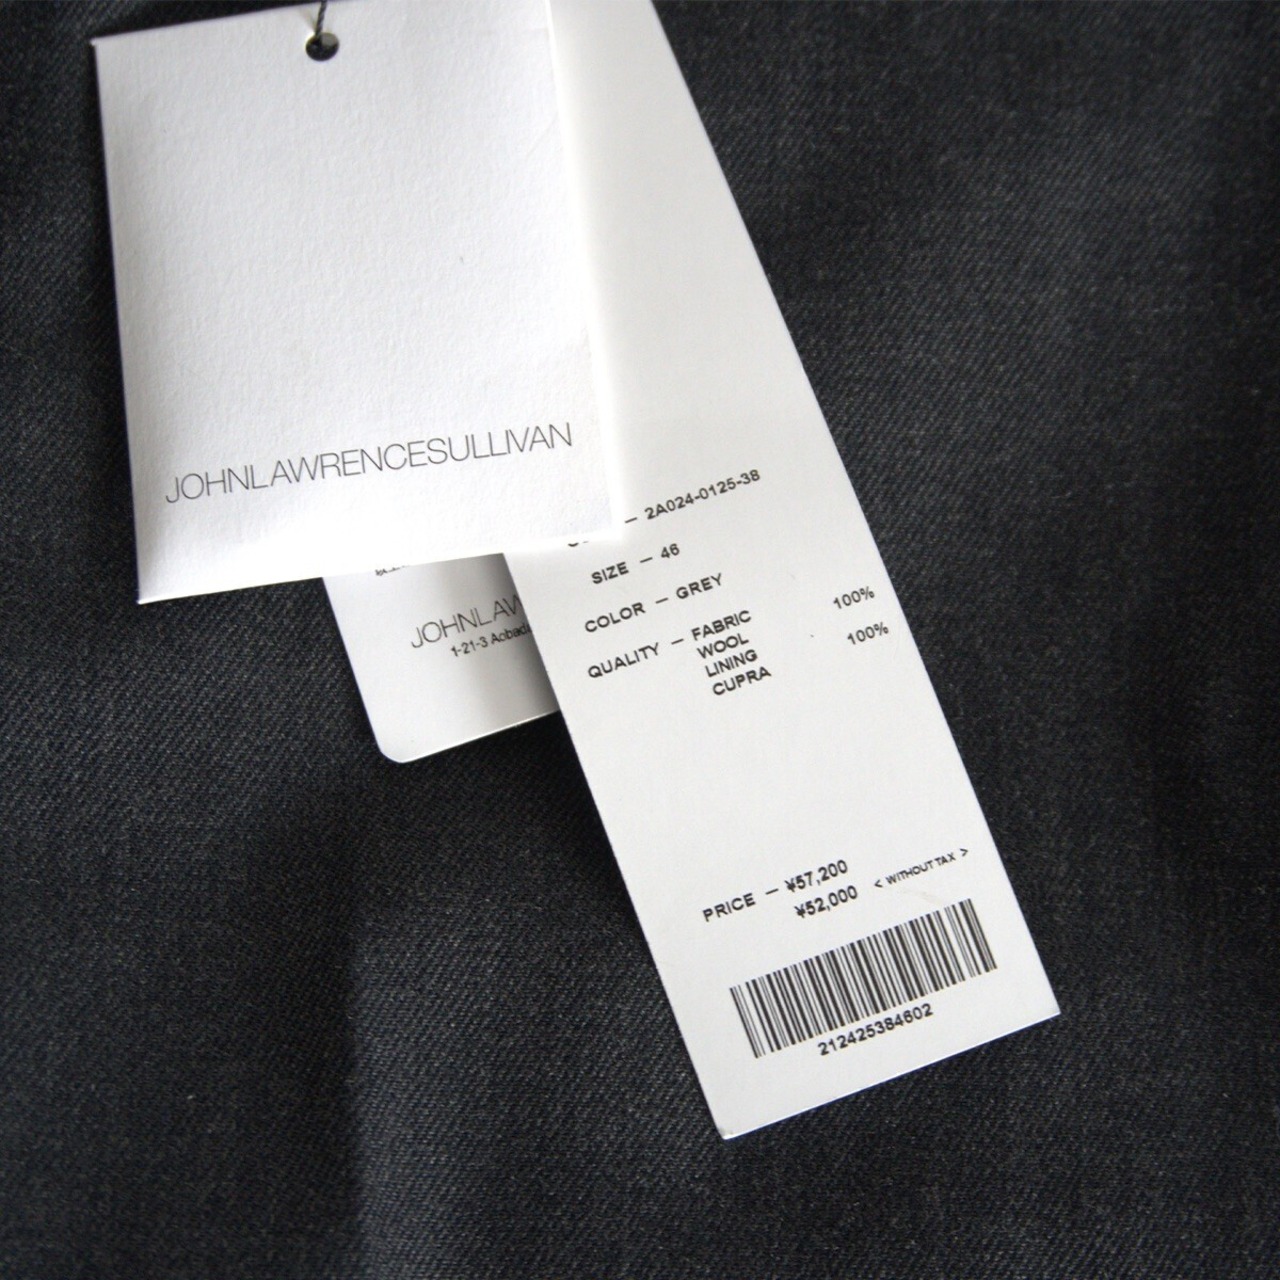 JOHNLAWRENCESULLIVAN
JOHNLAW
1-21-3 Aobad
— 2A024-0125-38
SIZE — 46
COLOR — GREY
QUALITY — FABRIC
WOOL 100%
LINING
CUPRA 100%
PRICE — ¥57,200
¥52,000 < WITHOUT TAX >
212425384602